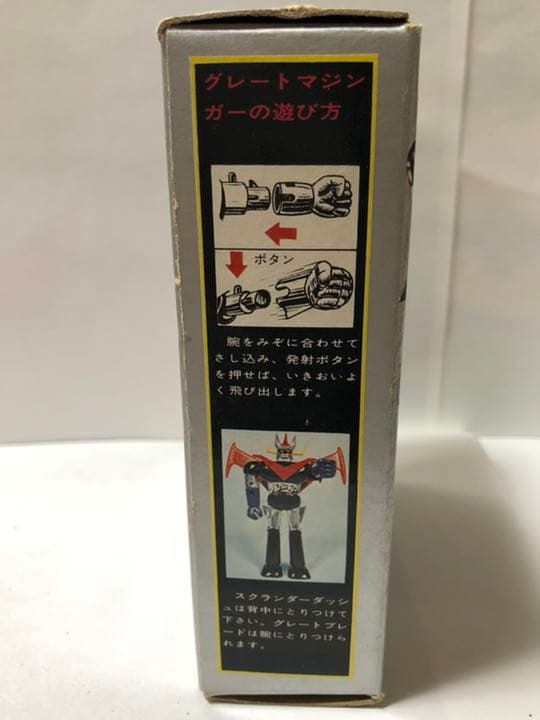 グレートマジン
ガーの遊び方
ボタン
腕をみぞに合わせて
さし込み、発射ボタン
を押せば、いきおいよ
く飛び出します。
スクランダーダッシ
ュは背中にとりつけて
下さい。グレートブレ
ードは腕にとりつけら
れます。